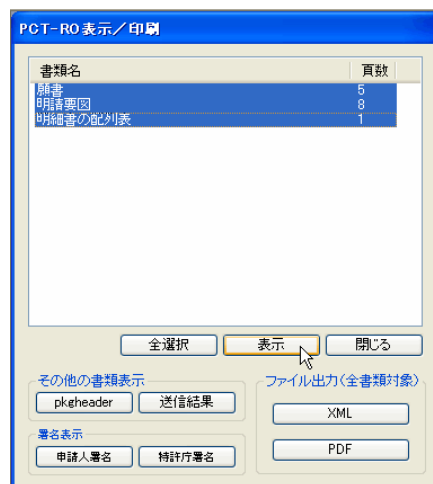 PCT-RO表示／印刷
書類名 頁数
願書 5
明請要図 8
明細書の配列表 1
全選択 表示 閉じる
その他の書類表示 ファイル出力(全書類対象)
pkgheader 送信結果 XML
署名表示
申請人署名 特許庁署名 PDF